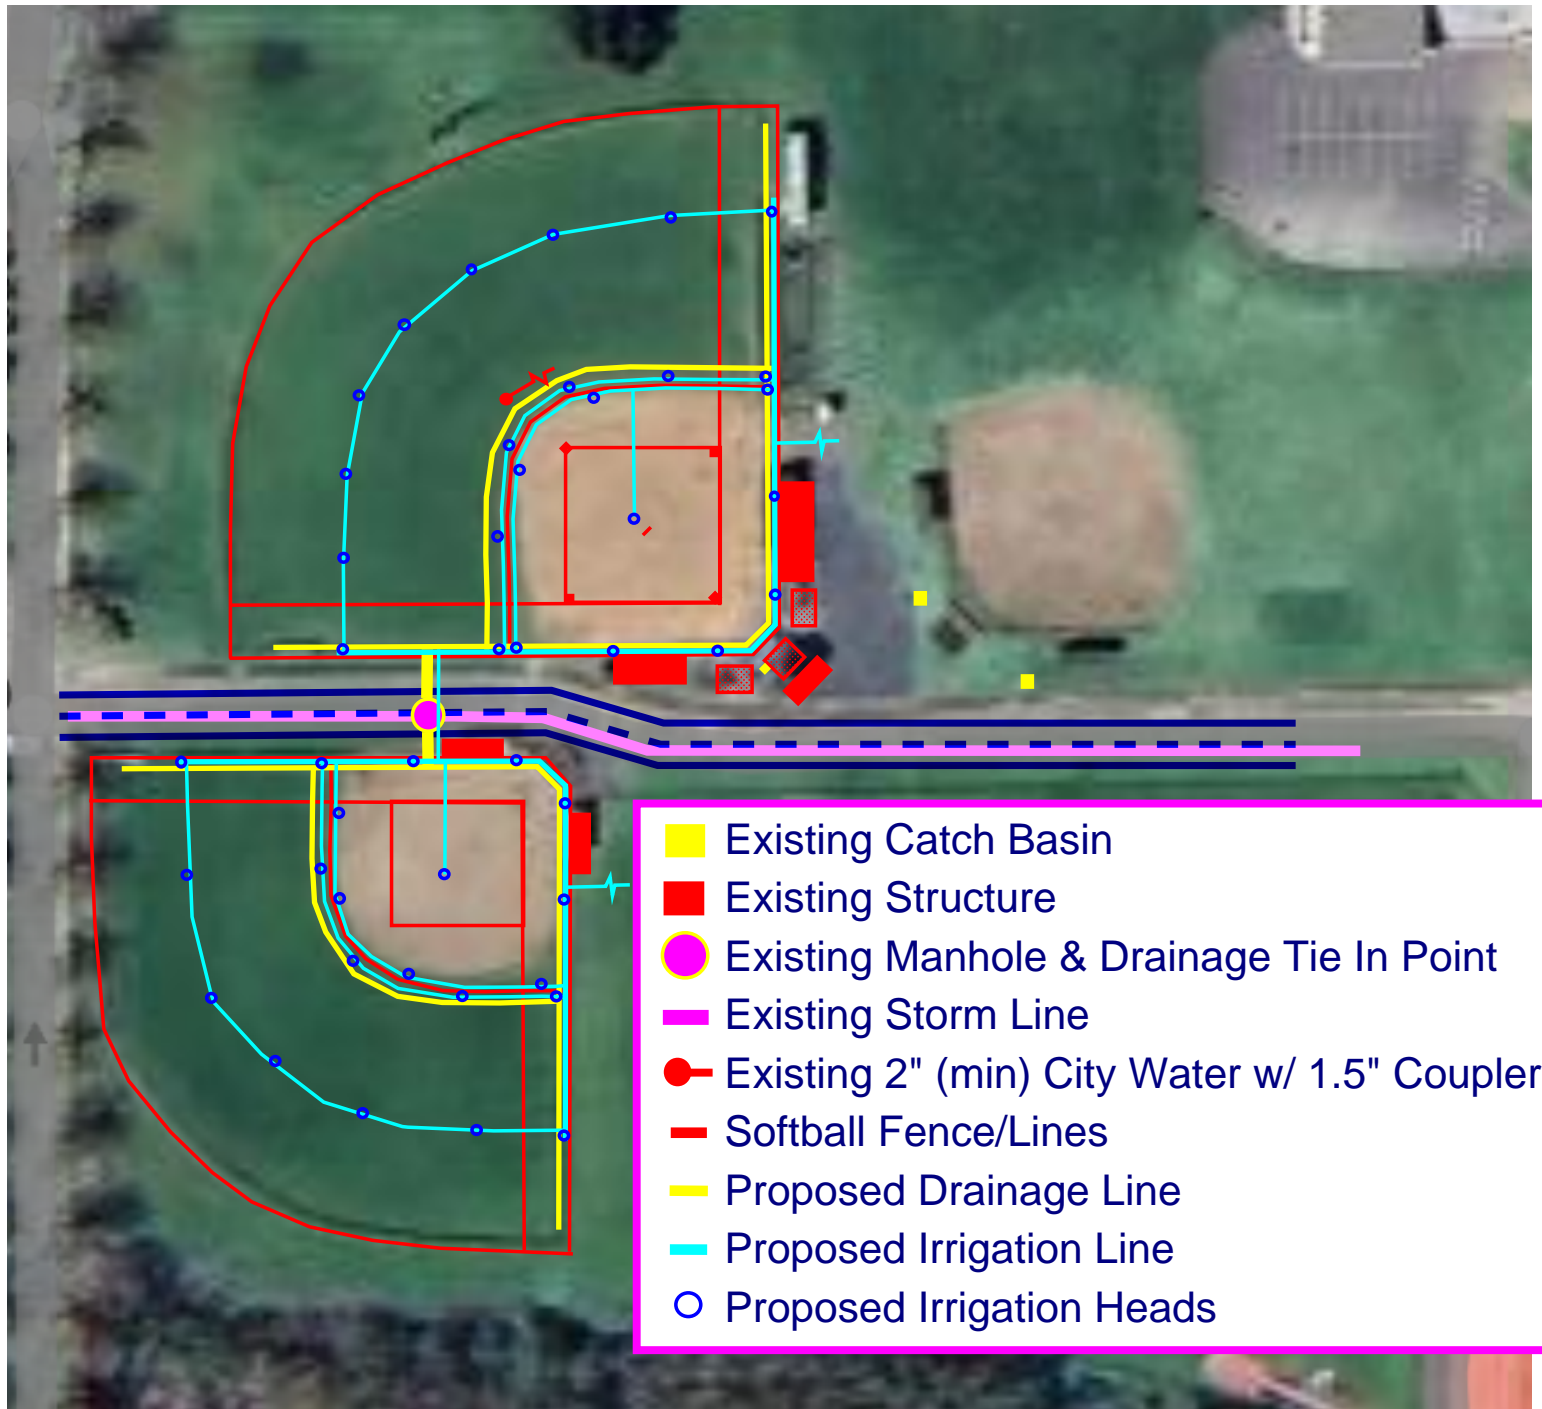 Existing Catch Basin
Existing Structure
Existing Manhole & Drainage Tie In Point
Existing Storm Line
Existing 2" (min) City Water w/ 1.5" Coupler
Softball Fence/Lines
Proposed Drainage Line
Proposed Irrigation Line
Proposed Irrigation Heads